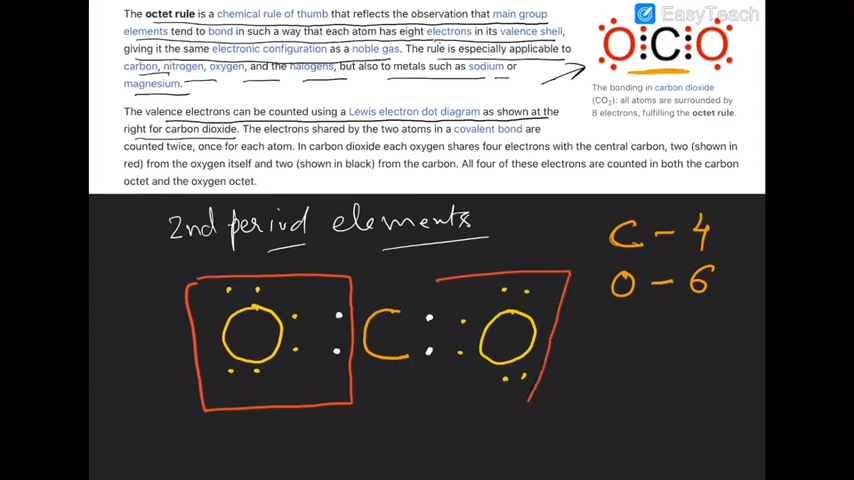 The octet rule is a chemical rule of thumb that reflects the observation that main group
elements tend to bond in such a way that each atom has eight electrons in its valence shell,
giving it the same electronic configuration as a noble gas. The rule is especially applicable to
carbon, nitrogen, oxygen, and the halogens, but also to metals such as sodium or
magnesium.
The valence electrons can be counted using a Lewis electron dot diagram as shown at the
right for carbon dioxide. The electrons shared by the two atoms in a covalent bond are
counted twice, once for each atom. In carbon dioxide each oxygen shares four electrons with the central carbon, two (shown in
red) from the oxygen itself and two (shown in black) from the carbon. All four of these electrons are counted in both the carbon
octet and the oxygen octet.
EasyTeach
O C O
The bonding in carbon dioxide
(CO2): all atoms are surrounded by
8 electrons, fulfilling the octet rule.
2nd period elements
C - 4
O - 6
O : : C : : O